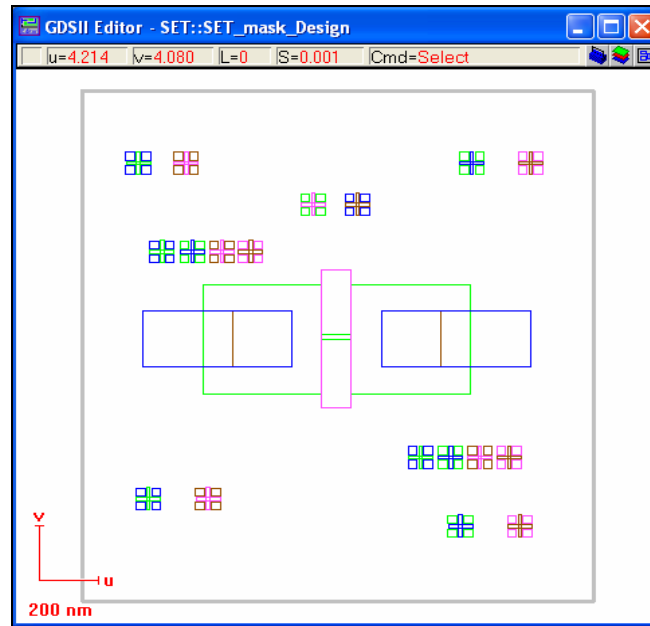 GDSII Editor - SET::SET_mask_Design
u=4.214 v=4.080 L=0 S=0.001 Cmd=Select
v
u
200 nm